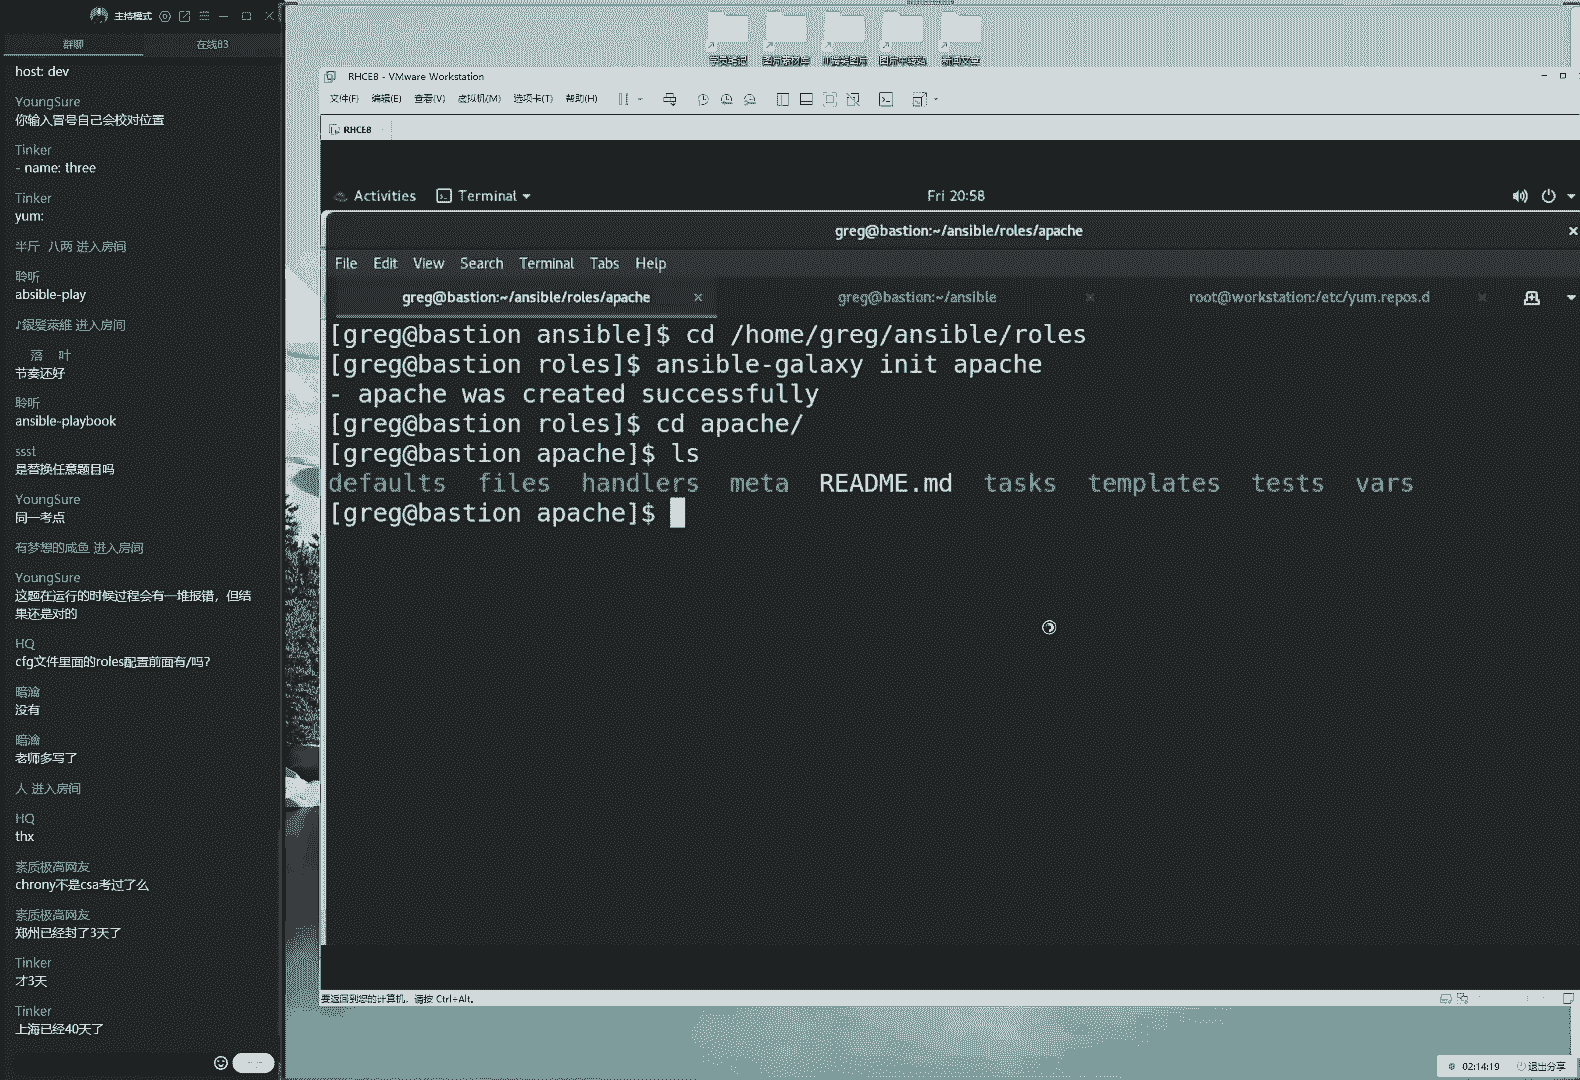 主持模式
群聊
在线83
host: dev
YoungSure
你输入冒号自己会校对位置
Tinker
- name: three
Tinker
yum:
半斤 八两 进入房间
聆听
absible-play
♪銀髮萊維 进入房间
落 叶
节奏还好
聆听
ansible-playbook
ssst
是替换任意题目吗
YoungSure
同一考点
有梦想的咸鱼 进入房间
YoungSure
这题在运行的时候过程会有一堆报错，但结
果还是对的
HQ
cfg文件里面的roles配置前面有/吗?
没有
老师多写了
人 进入房间
HQ
thx
素质极高网友
chrony不是csa考过了么
素质极高网友
郑州已经封了3天了
Tinker
才3天
Tinker
上海已经40天了
RHCE8 - VMware Workstation
文件(F) 编辑(E) 查看(V) 虚拟机(M) 选项卡(T) 帮助(H)
RHCE8
Activities Terminal Fri 20:58
greg@bastion:~/ansible/roles/apache
File Edit View Search Terminal Tabs Help
greg@bastion:~/ansible/roles/apache greg@bastion:~/ansible root@workstation:/etc/yum.repos.d
[greg@bastion ansible]$ cd /home/greg/ansible/roles
[greg@bastion roles]$ ansible-galaxy init apache
- apache was created successfully
[greg@bastion roles]$ cd apache/
[greg@bastion apache]$ ls
defaults files handlers meta README.md tasks templates tests vars
[greg@bastion apache]$
要返回到您的计算机，请按 Ctrl+Alt。
02:14:19 退出分享